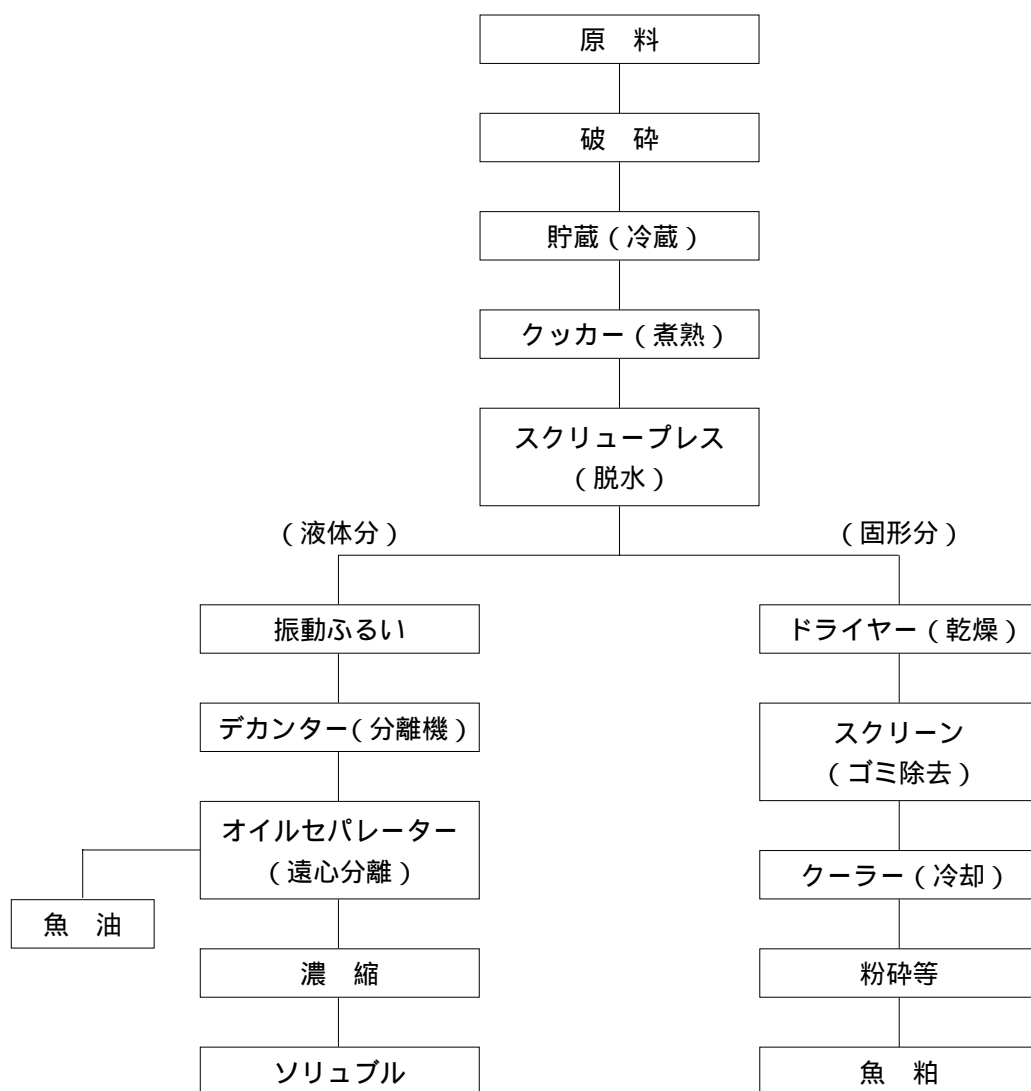 原　料
破　砕
貯蔵（冷蔵）
クッカー（煮熟）
スクリュープレス
（脱水）
（液体分）
（固形分）
振動ふるい
ドライヤー（乾燥）
デカンター（分離機）
スクリーン
（ゴミ除去）
オイルセパレーター
（遠心分離）
クーラー（冷却）
魚　油
濃　縮
粉砕等
ソリュブル
魚　粕